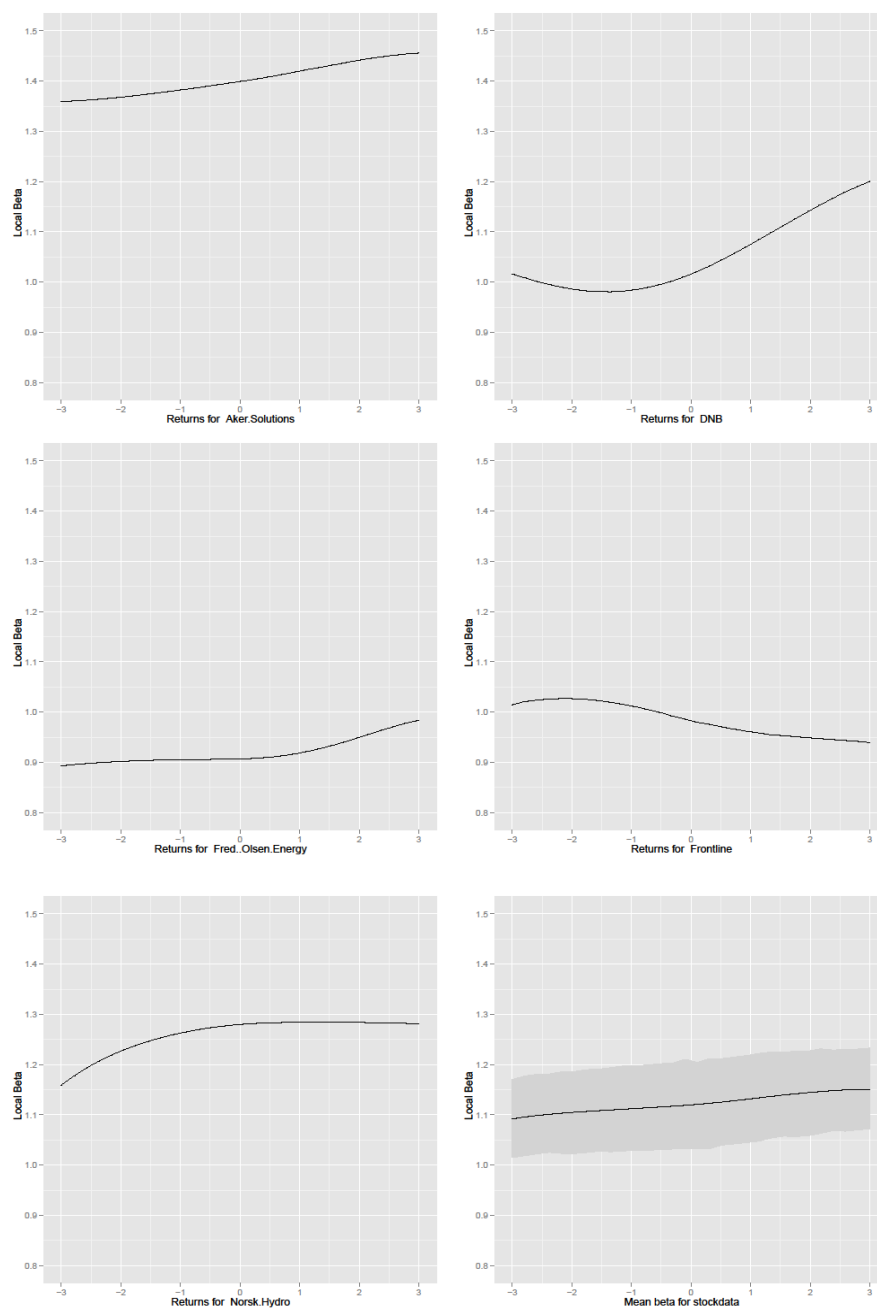 1.5
1.4
1.3
1.2
1.1
1.0
0.9
0.8
Local Beta
−3 −2 −1 0 1 2 3
Returns for Aker.Solutions
1.5
1.4
1.3
1.2
1.1
1.0
0.9
0.8
Local Beta
−3 −2 −1 0 1 2 3
Returns for DNB
1.5
1.4
1.3
1.2
1.1
1.0
0.9
0.8
Local Beta
−3 −2 −1 0 1 2 3
Returns for Fred..Olsen.Energy
1.5
1.4
1.3
1.2
1.1
1.0
0.9
0.8
Local Beta
−3 −2 −1 0 1 2 3
Returns for Frontline
1.5
1.4
1.3
1.2
1.1
1.0
0.9
0.8
Local Beta
−3 −2 −1 0 1 2 3
Returns for Norsk.Hydro
1.5
1.4
1.3
1.2
1.1
1.0
0.9
0.8
Local Beta
−3 −2 −1 0 1 2 3
Mean beta for stockdata